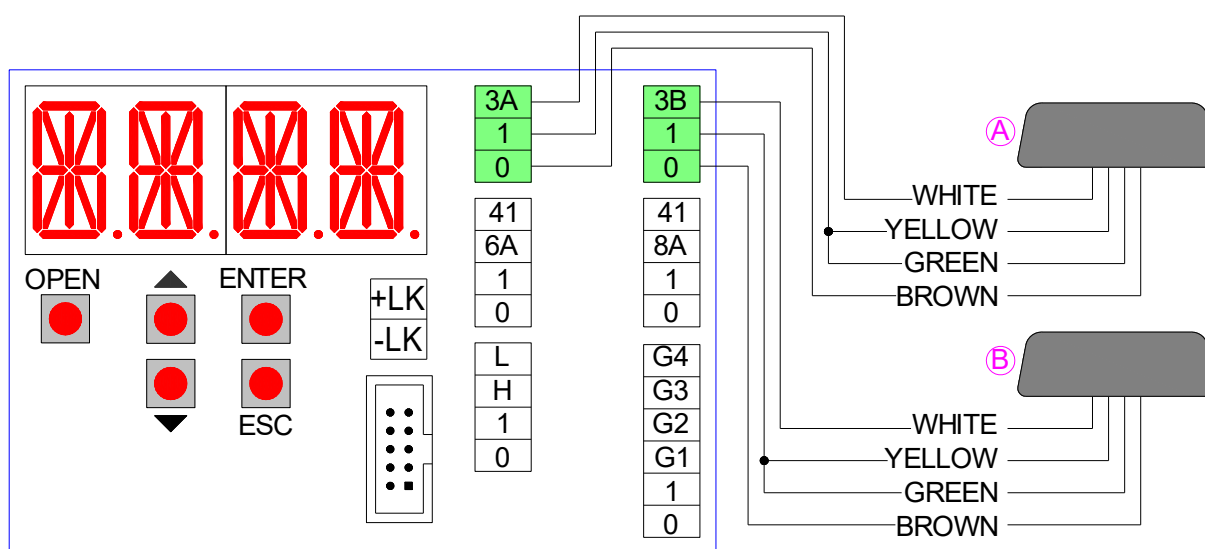 OPEN
ENTER
ESC
+LK
-LK
3A
1
0
41
6A
1
0
L
H
1
0
3B
1
0
41
8A
1
0
G4
G3
G2
G1
1
0
A
WHITE
YELLOW
GREEN
BROWN
B
WHITE
YELLOW
GREEN
BROWN